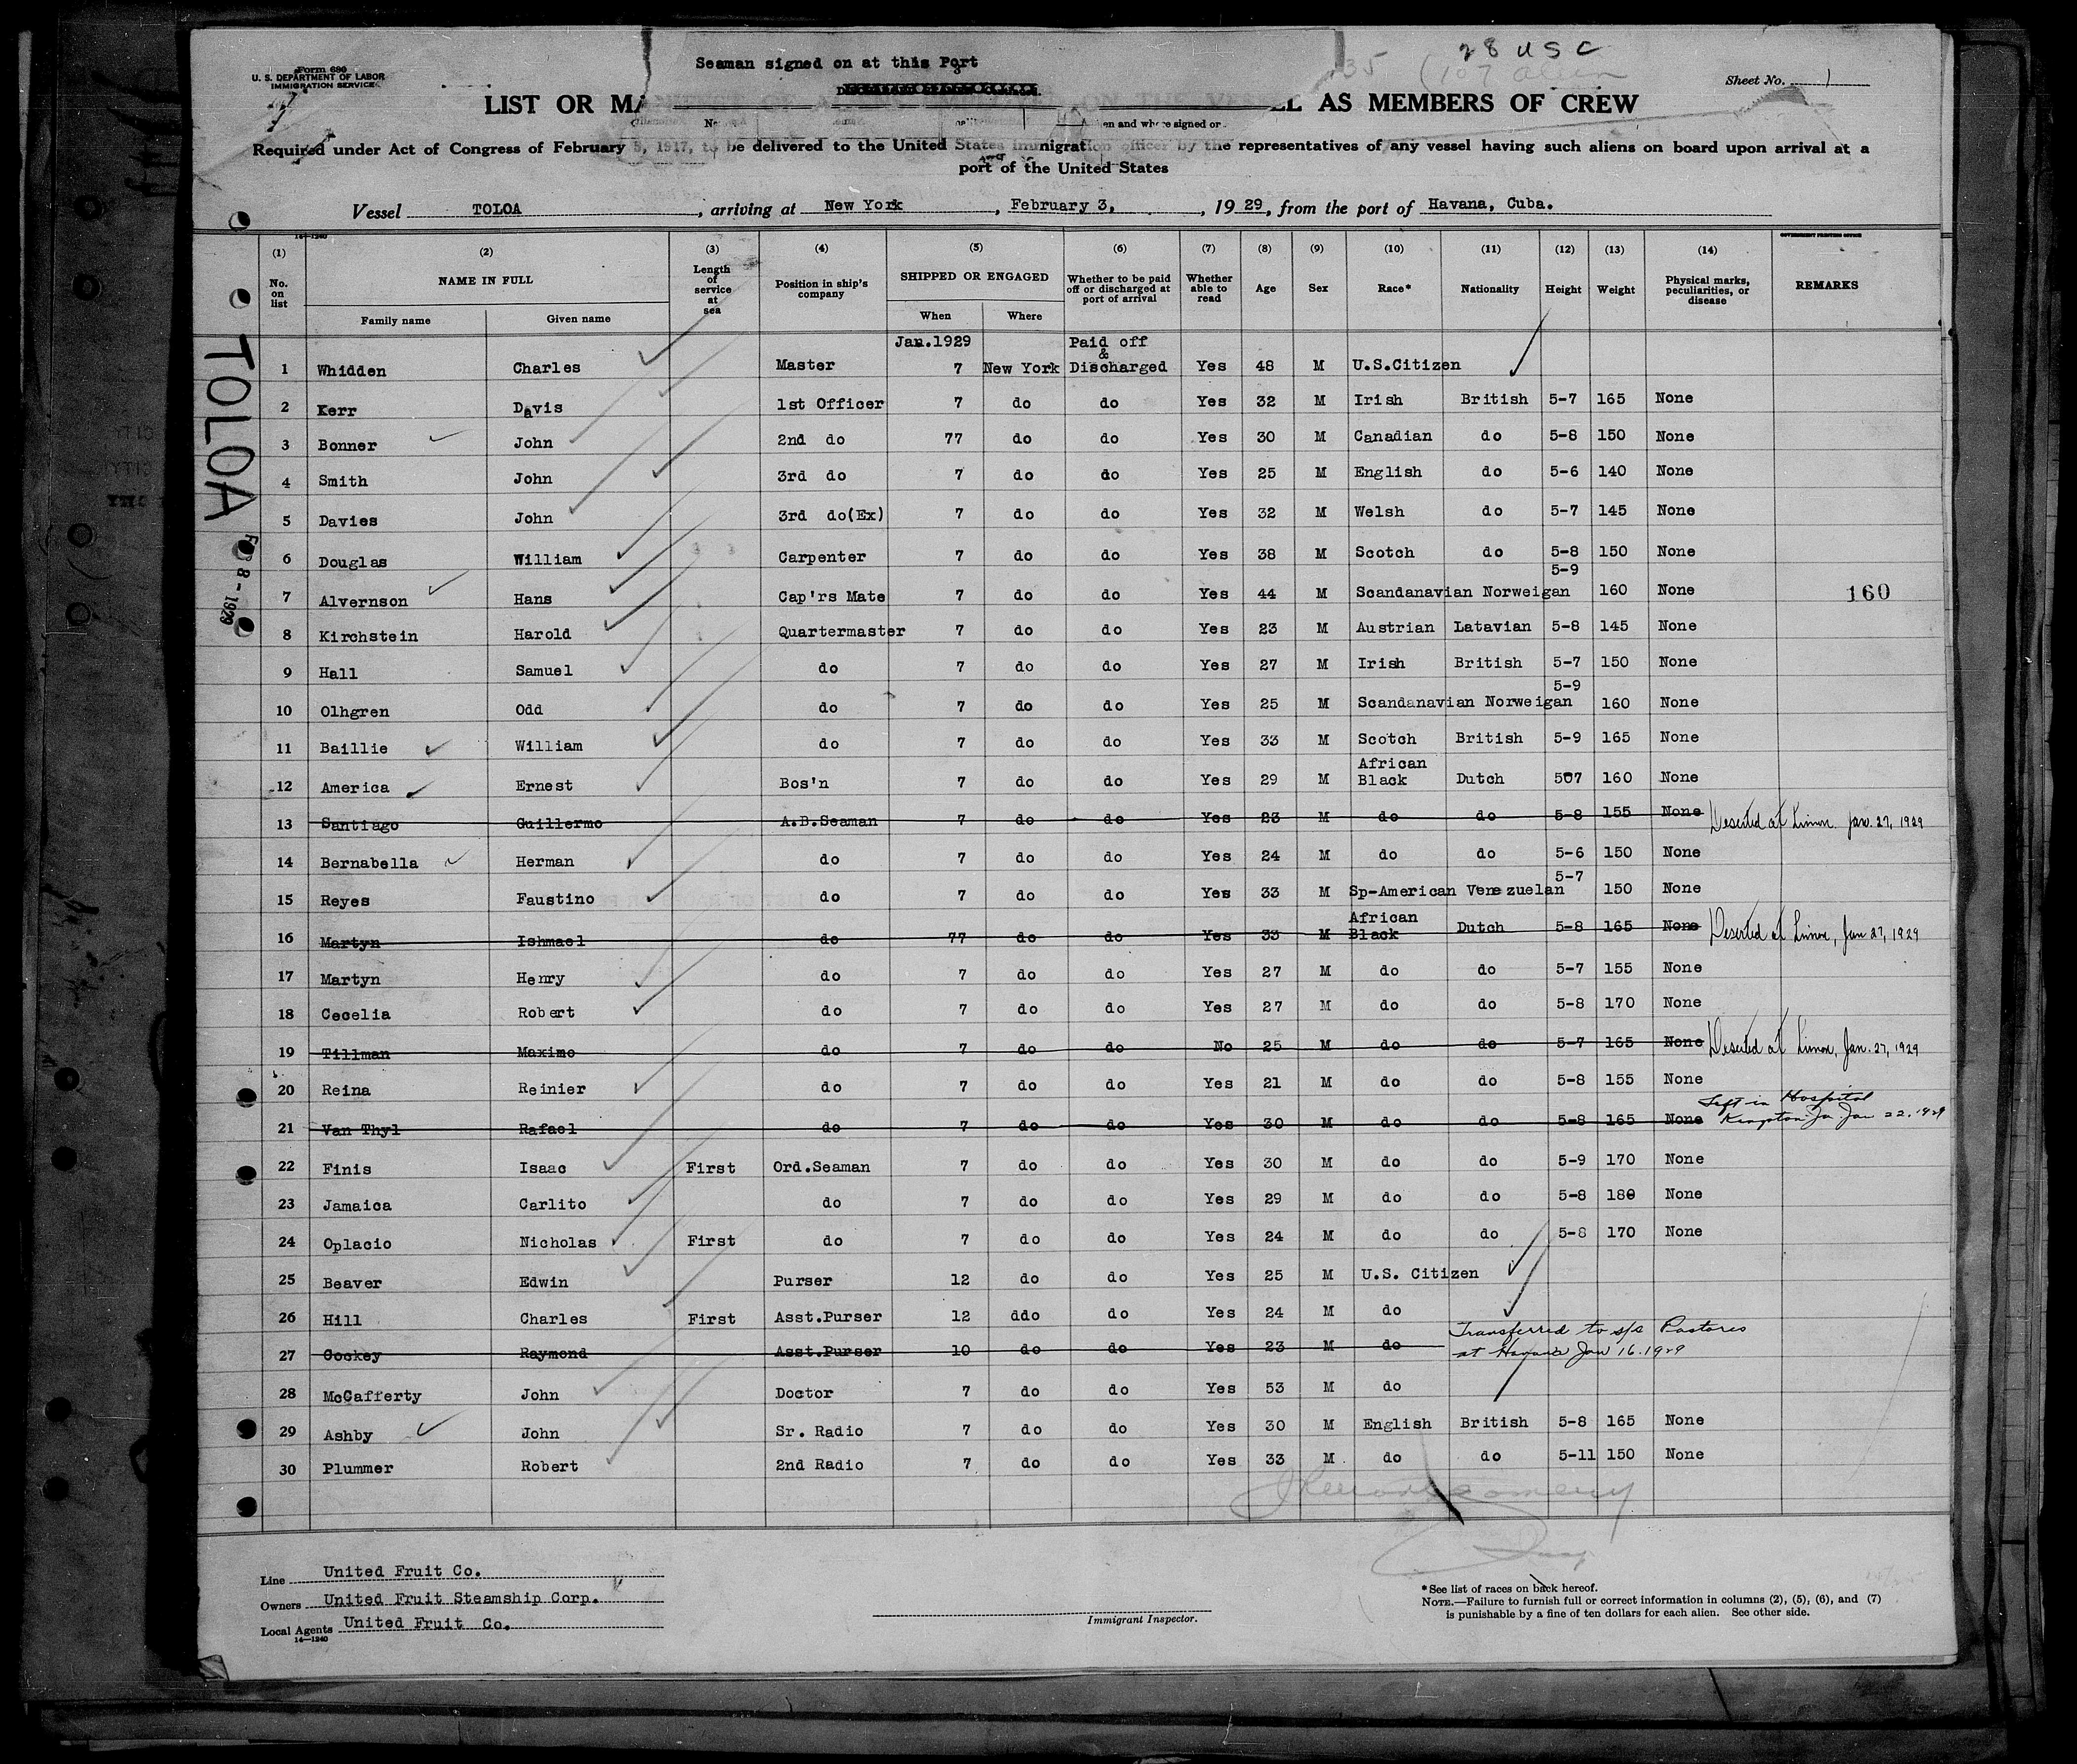 Form 680
U. S. DEPARTMENT OF LABOR
IMMIGRATION SERVICE
Seaman signed on at this Port
28 USC
35 (107 alien
Sheet No. 1
LIST OR MA
LL AS MEMBERS OF CREW
en and where signed or
Required under Act of Congress of February 5, 1917, to be delivered to the United States immigration officer by the representatives of any vessel having such aliens on board upon arrival at a
port of the United States
Vessel TOLOA, arriving at New York, February 3, 1929, from the port of Havana, Cuba.
14-1240
GOVERNMENT PRINTING OFFICE
TOLOA
8-1929
(1) (2) (3) (4) (5) (6) (7) (8) (9) (10) (11) (12) (13) (14)
No. on list NAME IN FULL Length of service at sea Position in ship's company SHIPPED OR ENGAGED Whether to be paid off or discharged at port of arrival Whether able to read Age Sex Race* Nationality Height Weight Physical marks, peculiarities, or disease REMARKS
Family name Given name When Where
Jan.1929 Paid off &
1 Whidden Charles Master 7 New York Discharged Yes 48 M U.S.Citizen
2 Kerr Davis 1st Officer 7 do do Yes 32 M Irish British 5-7 165 None
3 Bonner John 2nd do 77 do do Yes 30 M Canadian do 5-8 150 None
4 Smith John 3rd do 7 do do Yes 25 M English do 5-6 140 None
5 Davies John 3rd do(Ex) 7 do do Yes 32 M Welsh do 5-7 145 None
6 Douglas William Carpenter 7 do do Yes 38 M Scotch do 5-8 150 None
7 Alvernson Hans Cap'rs Mate 7 do do Yes 44 M Scandanavian Norweigan 5-9 160 None 160
8 Kirchstein Harold Quartermaster 7 do do Yes 23 M Austrian Latavian 5-8 145 None
9 Hall Samuel do 7 do do Yes 27 M Irish British 5-7 150 None
10 Olhgren Odd do 7 do do Yes 25 M Scandanavian Norweigan 5-9 160 None
11 Baillie William do 7 do do Yes 33 M Scotch British 5-9 165 None
12 America Ernest Bos'n 7 do do Yes 29 M African Black Dutch 507 160 None
13 Santiago Guillermo A.B.Seaman 7 do do Yes 23 M do do 5-8 155 None Deserted at Limon. Jan. 27, 1929
14 Bernabella Herman do 7 do do Yes 24 M do do 5-6 150 None
15 Reyes Faustino do 7 do do Yes 33 M Sp-American Venezuelan 5-7 150 None
16 Martyn Ishmael do 77 do do Yes 33 M African Black Dutch 5-8 165 None Deserted at Limon, Jan 27, 1929
17 Martyn Henry do 7 do do Yes 27 M do do 5-7 155 None
18 Cecelia Robert do 7 do do Yes 27 M do do 5-8 170 None
19 Tillman Maximo do 7 do do No 25 M do do 5-7 165 None Deserted at Limon, Jan. 27, 1929
20 Reina Reinier do 7 do do Yes 21 M do do 5-8 155 None
21 Van Thyl Rafael do 7 do do Yes 30 M do do 5-8 165 None Left in Hospital Kingston Ja Jan 22. 1929
22 Finis Isaac First Ord.Seaman 7 do do Yes 30 M do do 5-9 170 None
23 Jamaica Carlito do 7 do do Yes 29 M do do 5-8 180 None
24 Oplacio Nicholas First do 7 do do Yes 24 M do do 5-8 170 None
25 Beaver Edwin Purser 12 do do Yes 25 M U.S. Citizen
26 Hill Charles First Asst.Purser 12 ddo do Yes 24 M do
27 Cockey Raymond Asst.Purser 10 do do Yes 23 M do Transferred to s/s Pastores at Havana Jan 16. 1929
28 McCafferty John Doctor 7 do do Yes 53 M do
29 Ashby John Sr. Radio 7 do do Yes 30 M English British 5-8 165 None
30 Plummer Robert 2nd Radio 7 do do Yes 33 M do do 5-11 150 None
Line United Fruit Co.
Owners United Fruit Steamship Corp.
Local Agents United Fruit Co.
14-1240
Immigrant Inspector.
*See list of races on back hereof.
NOTE.—Failure to furnish full or correct information in columns (2), (5), (6), and (7)
is punishable by a fine of ten dollars for each alien. See other side.